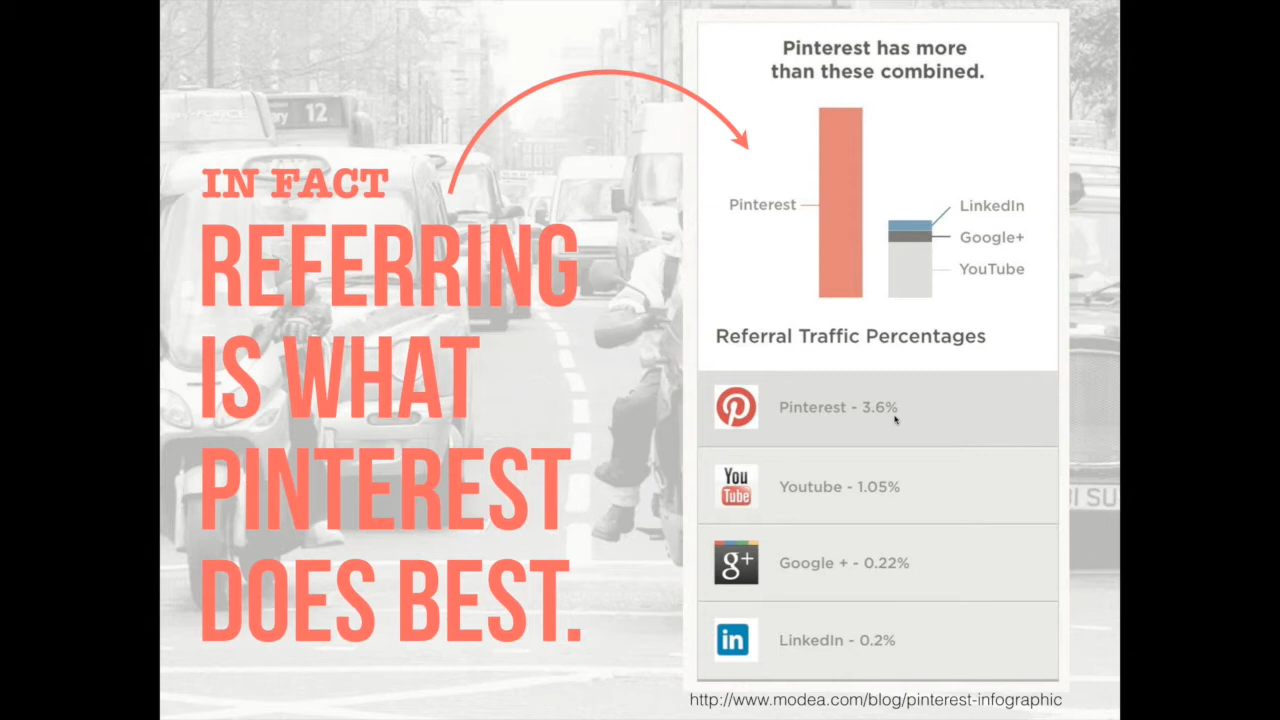 IN FACT
REFERRING
IS WHAT
PINTEREST
DOES BEST.
12
Pinterest has more
than these combined.
Pinterest
LinkedIn
Google+
YouTube
Referral Traffic Percentages
Pinterest - 3.6%
You
Tube
Youtube - 1.05%
g+
Google + - 0.22%
in
LinkedIn - 0.2%
http://www.modea.com/blog/pinterest-infographic